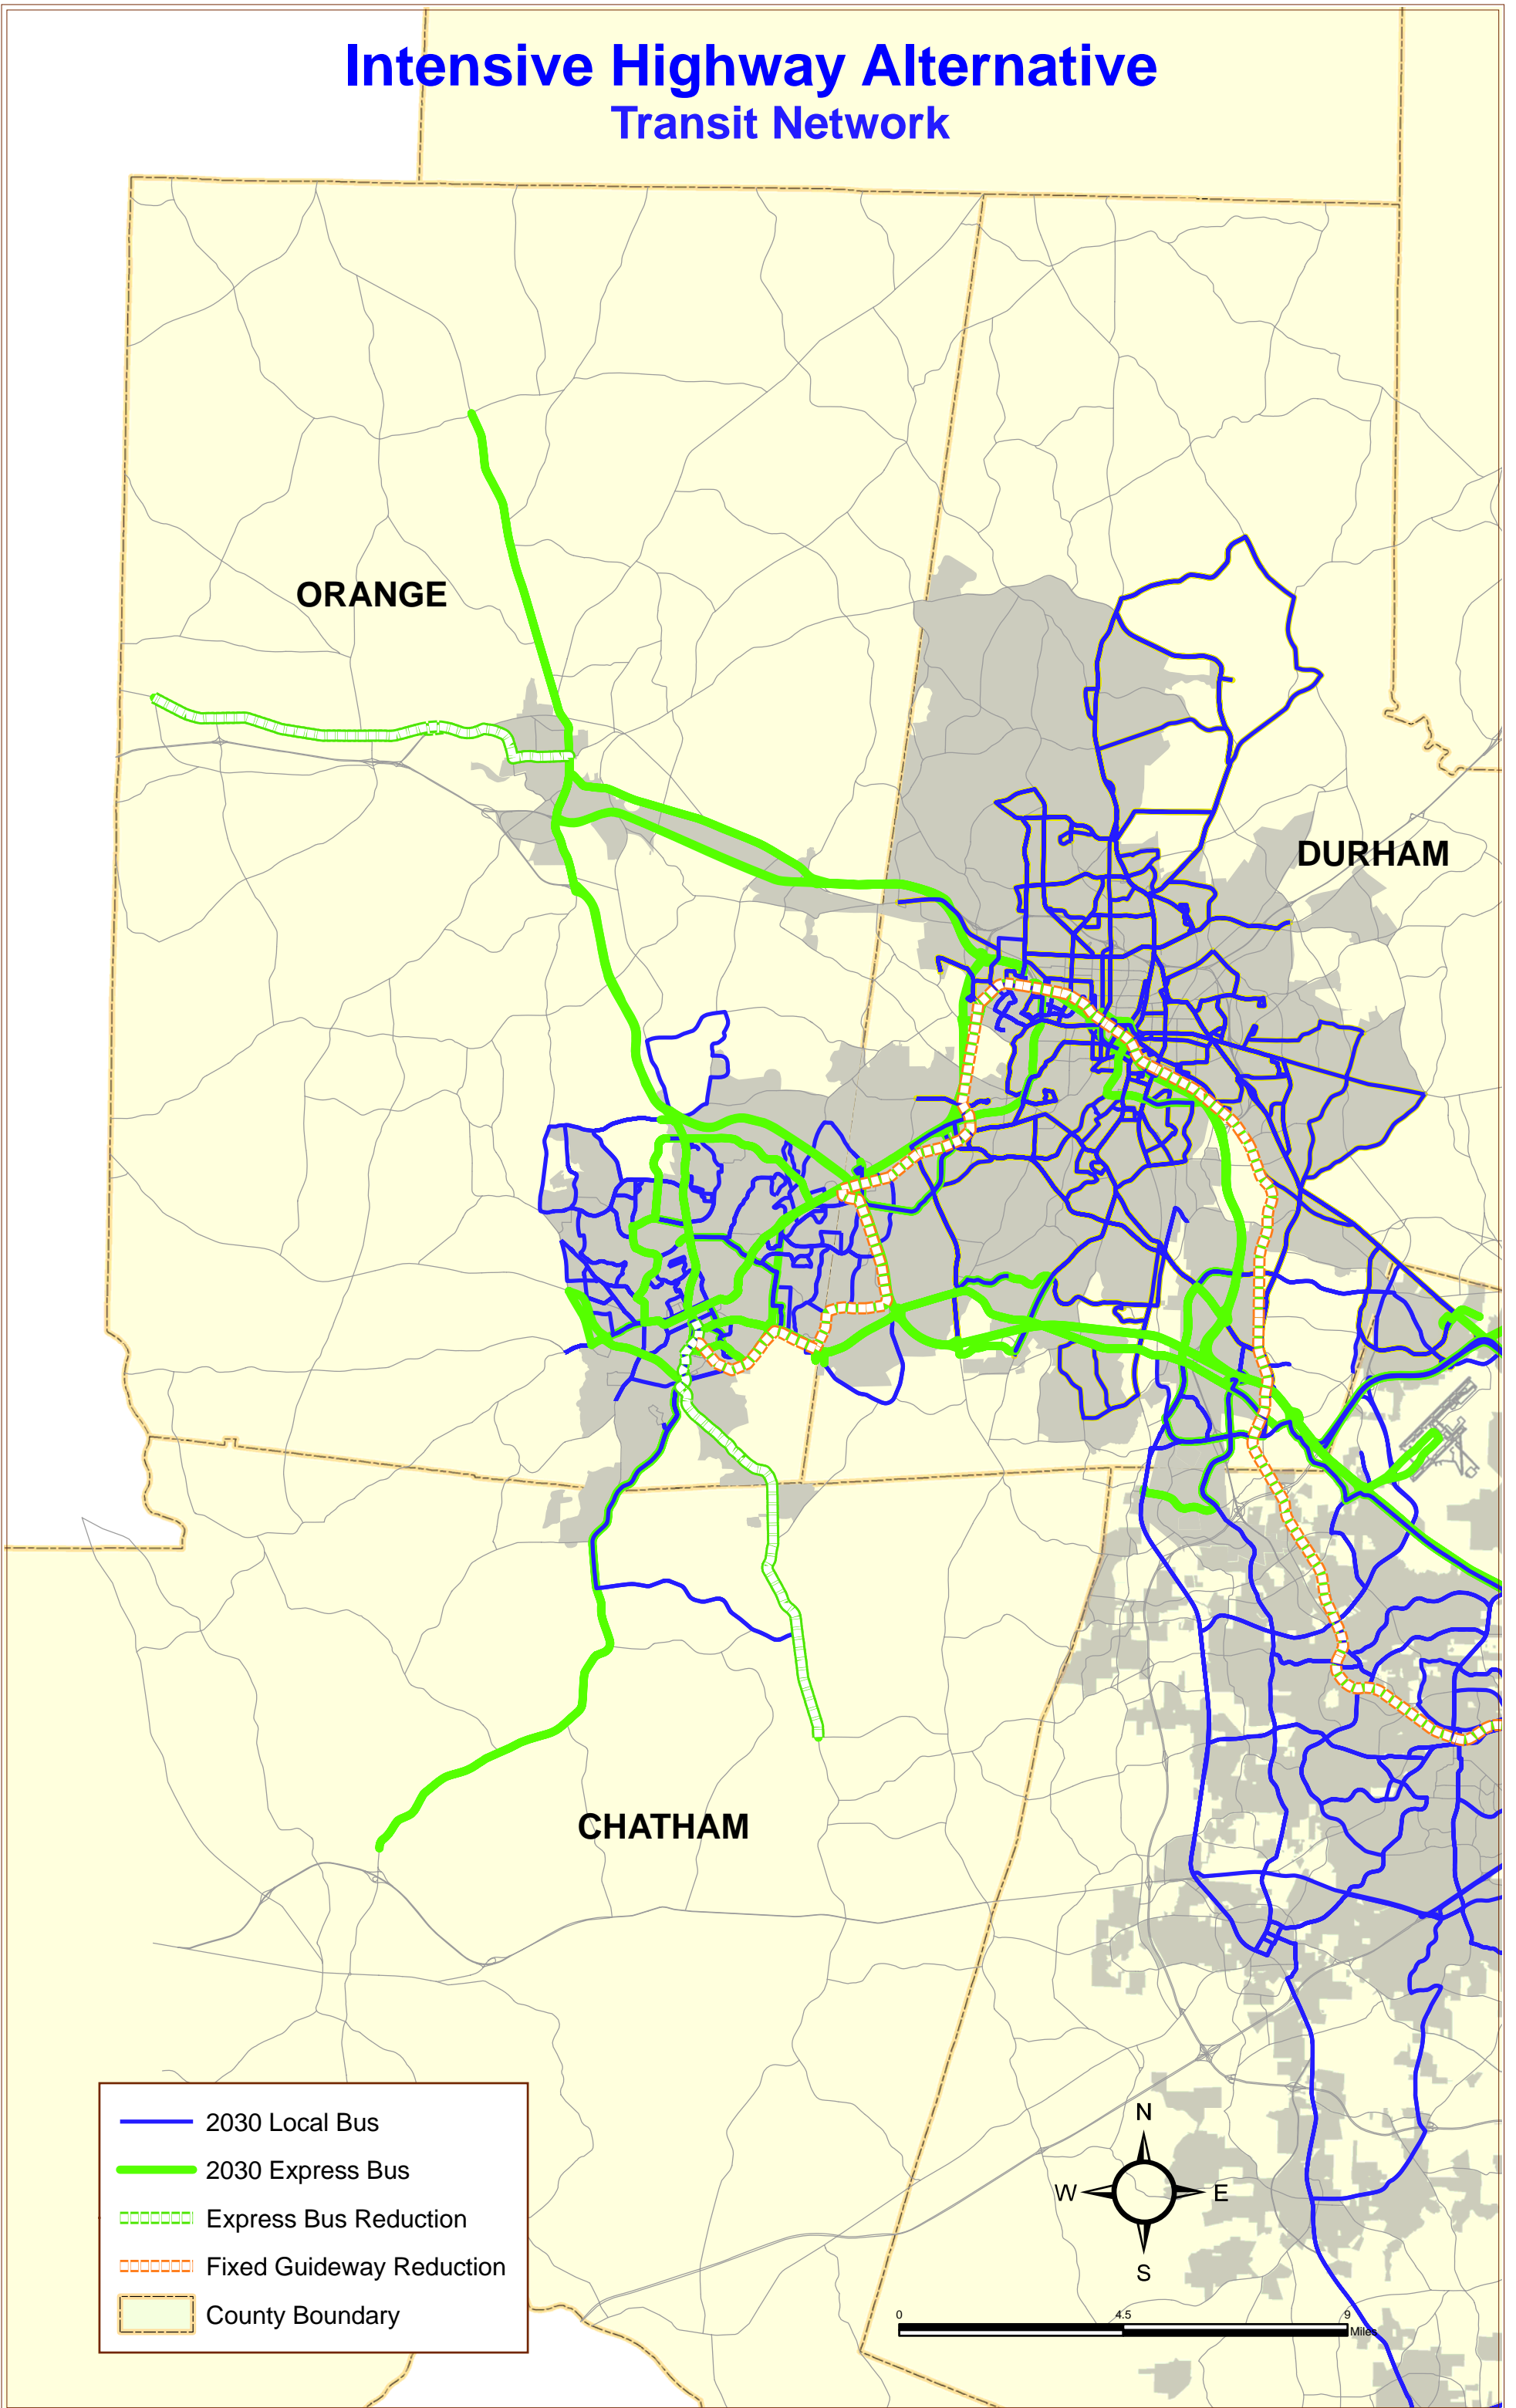 Intensive Highway Alternative
Transit Network
ORANGE
DURHAM
CHATHAM
2030 Local Bus
2030 Express Bus
Express Bus Reduction
Fixed Guideway Reduction
County Boundary
N
W
E
S
0
4.5
9
Miles